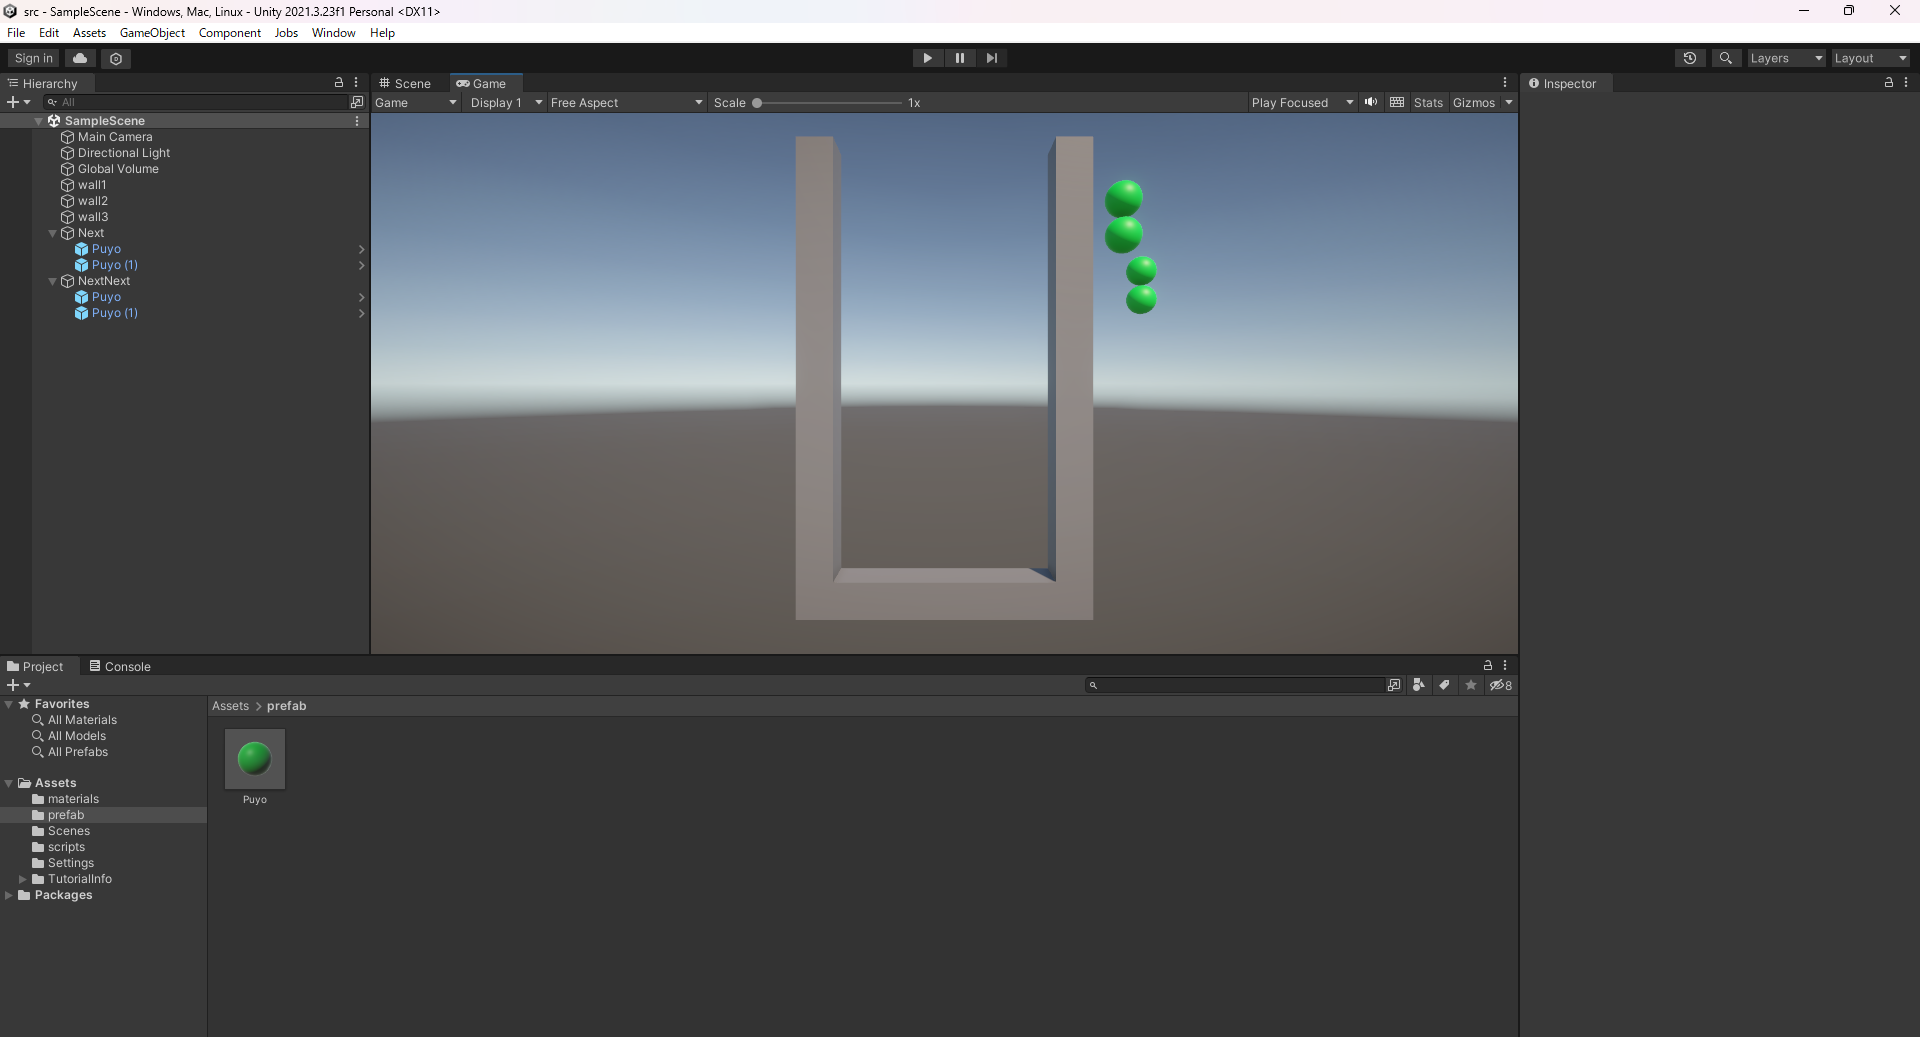 src - SampleScene - Windows, Mac, Linux - Unity 2021.3.23f1 Personal <DX11>
File Edit Assets GameObject Component Jobs Window Help
Sign in
Layers Layout
Hierarchy
All
SampleScene
Main Camera
Directional Light
Global Volume
wall1
wall2
wall3
Next
Puyo
Puyo (1)
NextNext
Puyo
Puyo (1)
Scene Game
Game Display 1 Free Aspect Scale 1x Play Focused Stats Gizmos
Inspector
Project Console
8
Favorites
All Materials
All Models
All Prefabs
Assets
materials
prefab
Scenes
scripts
Settings
TutorialInfo
Packages
Assets > prefab
Puyo